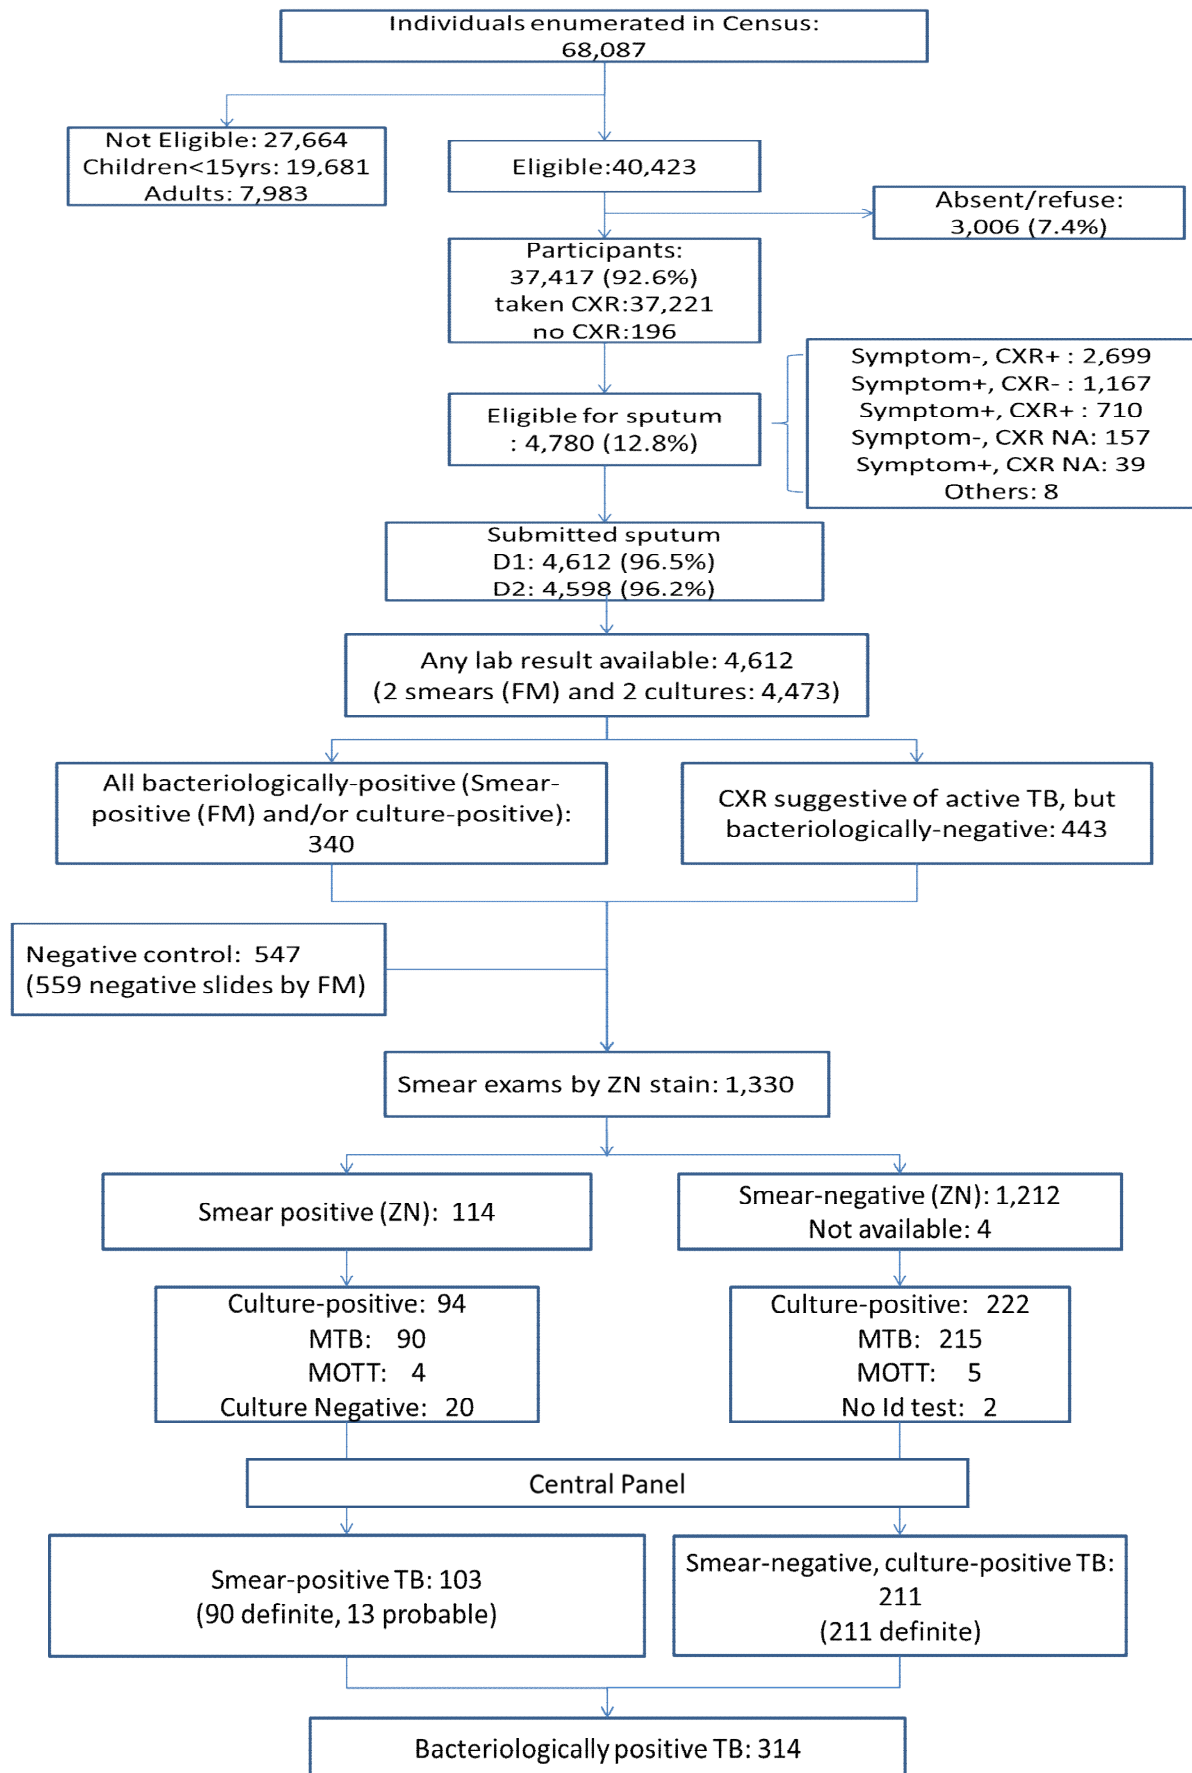 Individuals enumerated in Census:
68,087
Not Eligible: 27,664
Children<15yrs: 19,681
Adults: 7,983
Eligible:40,423
Absent/refuse:
3,006 (7.4%)
Participants:
37,417 (92.6%)
taken CXR:37,221
no CXR:196
Symptom-, CXR+ : 2,699
Symptom+, CXR- : 1,167
Symptom+, CXR+ : 710
Symptom-, CXR NA: 157
Symptom+, CXR NA: 39
Others: 8
Eligible for sputum
: 4,780 (12.8%)
Submitted sputum
D1: 4,612 (96.5%)
D2: 4,598 (96.2%)
Any lab result available: 4,612
(2 smears (FM) and 2 cultures: 4,473)
All bacteriologically-positive (Smear-
positive (FM) and/or culture-positive):
340
CXR suggestive of active TB, but
bacteriologically-negative: 443
Negative control: 547
(559 negative slides by FM)
Smear exams by ZN stain: 1,330
Smear positive (ZN): 114
Smear-negative (ZN): 1,212
Not available: 4
Culture-positive: 94
MTB: 90
MOTT: 4
Culture Negative: 20
Culture-positive: 222
MTB: 215
MOTT: 5
No Id test: 2
Central Panel
Smear-positive TB: 103
(90 definite, 13 probable)
Smear-negative, culture-positive TB:
211
(211 definite)
Bacteriologically positive TB: 314